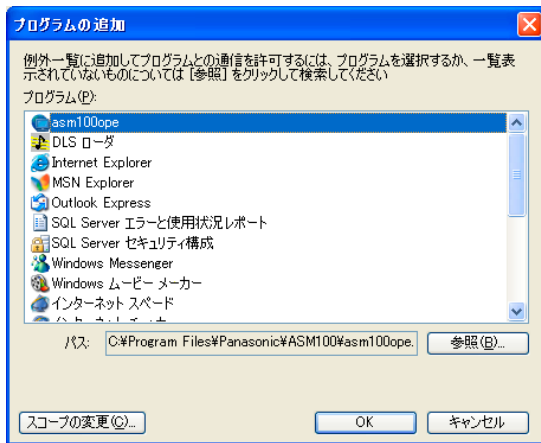 プログラムの追加
例外一覧に追加してプログラムとの通信を許可するには、プログラムを選択するか、一覧表
示されていないものについては [参照] をクリックして検索してください
プログラム(P):
asm100ope
DLS ローダ
Internet Explorer
MSN Explorer
Outlook Express
SQL Server エラーと使用状況レポート
SQL Server セキュリティ構成
Windows Messenger
Windows ムービー メーカー
インターネット スペード
パス: C:¥Program Files¥Panasonic¥ASM100¥asm100ope. 参照(B)...
スコープの変更(C)... OK キャンセル